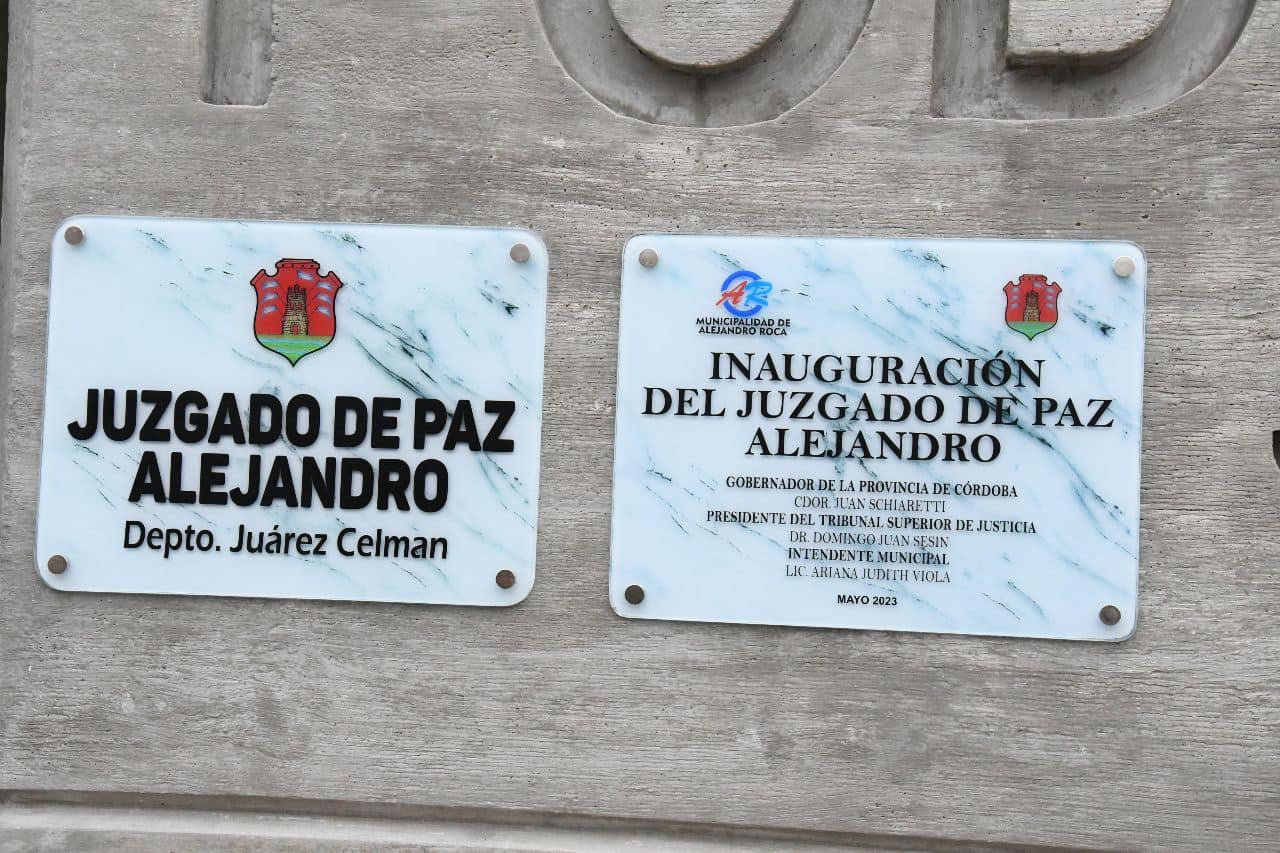 JUZGADO DE PAZ
ALEJANDRO
Depto. Juárez Celman
AR
MUNICIPALIDAD DE
ALEJANDRO ROCA
INAUGURACIÓN
DEL JUZGADO DE PAZ
ALEJANDRO
GOBERNADOR DE LA PROVINCIA DE CÓRDOBA
CDOR. JUAN SCHIARETTI
PRESIDENTE DEL TRIBUNAL SUPERIOR DE JUSTICIA
DR. DOMINGO JUAN SESIN
INTENDENTE MUNICIPAL
LIC. ARIANA JUDITH VIOLA
MAYO 2023